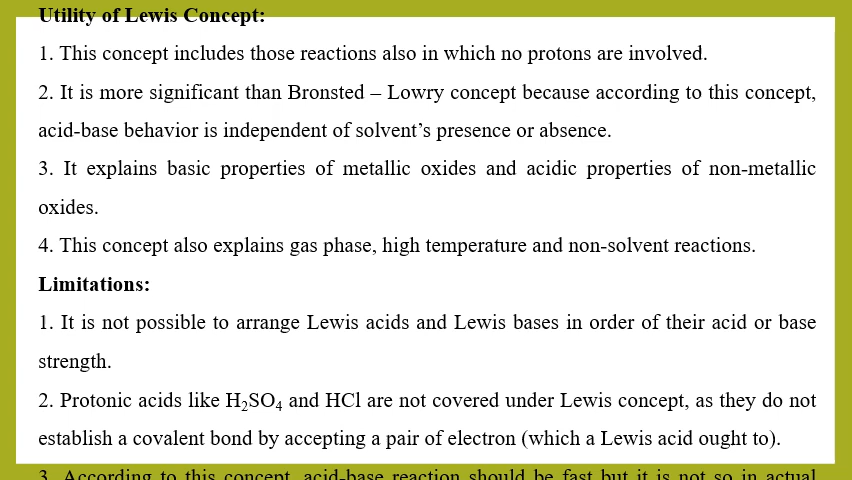 Utility of Lewis Concept:
1. This concept includes those reactions also in which no protons are involved.
2. It is more significant than Bronsted – Lowry concept because according to this concept,
acid-base behavior is independent of solvent’s presence or absence.
3. It explains basic properties of metallic oxides and acidic properties of non-metallic
oxides.
4. This concept also explains gas phase, high temperature and non-solvent reactions.
Limitations:
1. It is not possible to arrange Lewis acids and Lewis bases in order of their acid or base
strength.
2. Protonic acids like H₂SO₄ and HCl are not covered under Lewis concept, as they do not
establish a covalent bond by accepting a pair of electron (which a Lewis acid ought to).
3. According to this concept, acid-base reaction should be fast but it is not so in actual